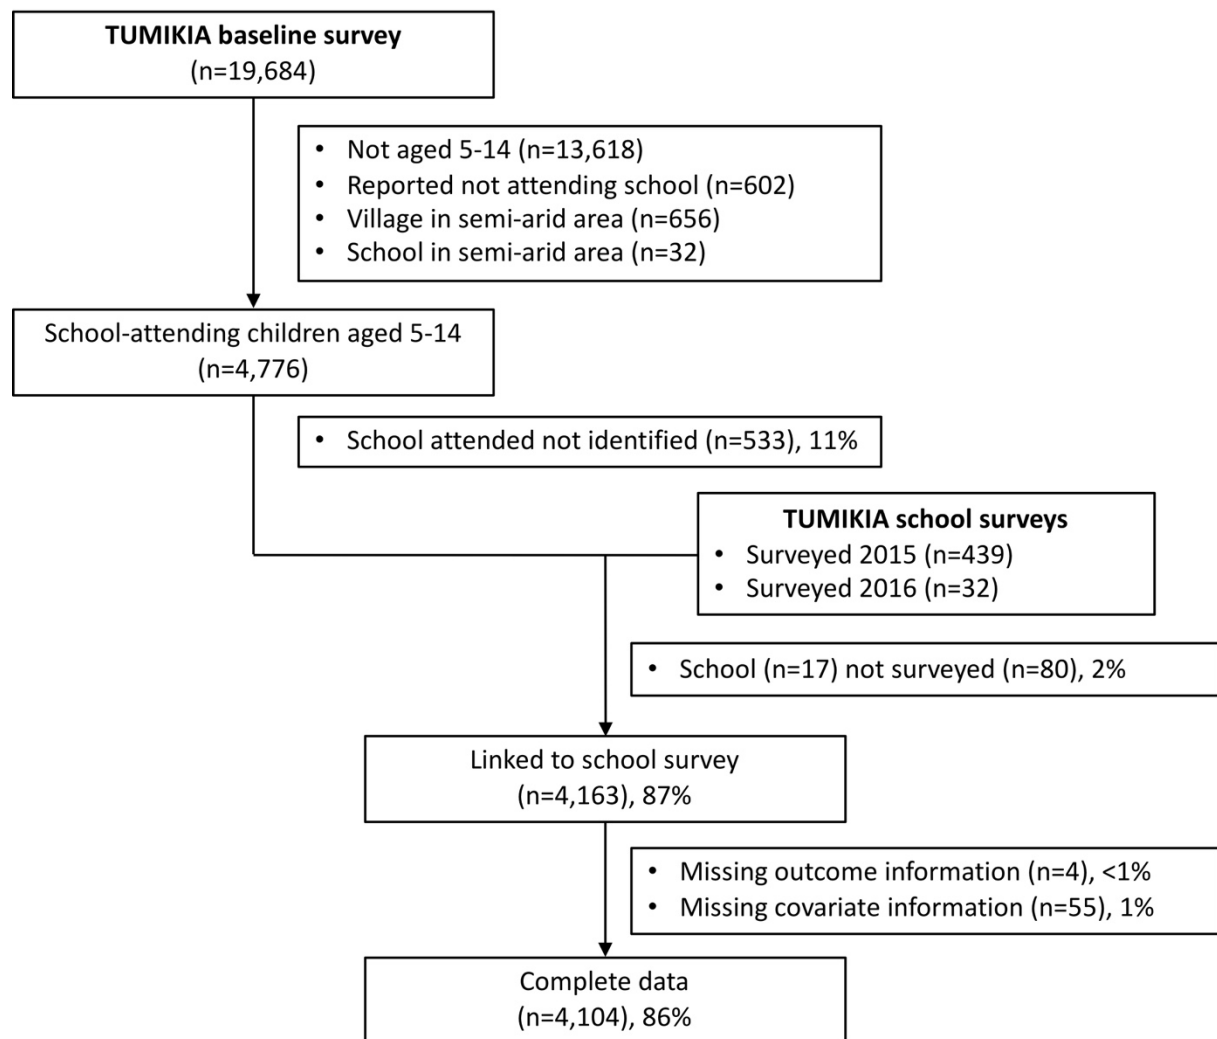 TUMIKIA baseline survey
(n=19,684)
• Not aged 5-14 (n=13,618)
• Reported not attending school (n=602)
• Village in semi-arid area (n=656)
• School in semi-arid area (n=32)
School-attending children aged 5-14
(n=4,776)
• School attended not identified (n=533), 11%
TUMIKIA school surveys
• Surveyed 2015 (n=439)
• Surveyed 2016 (n=32)
• School (n=17) not surveyed (n=80), 2%
Linked to school survey
(n=4,163), 87%
• Missing outcome information (n=4), <1%
• Missing covariate information (n=55), 1%
Complete data
(n=4,104), 86%